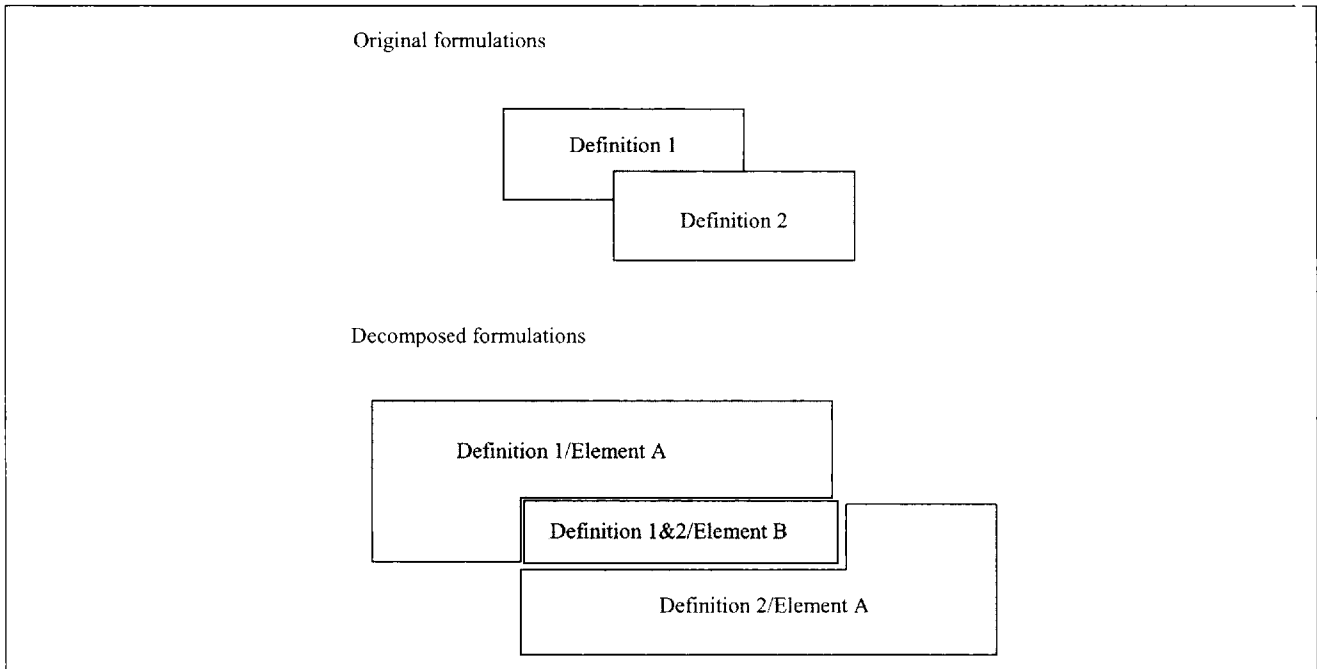 Original formulations
Definition 1
Definition 2
Decomposed formulations
Definition 1/Element A
Definition 1&2/Element B
Definition 2/Element A